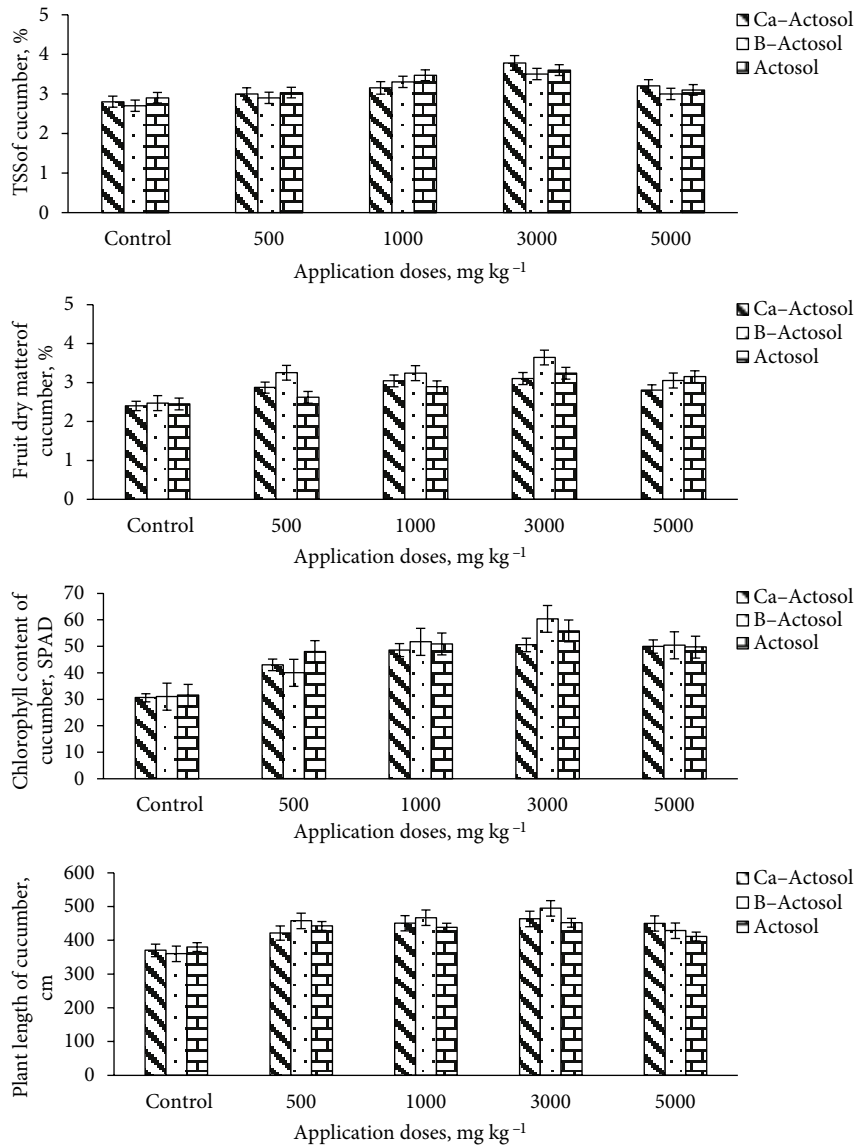 TSSof cucumber, %
5
4
3
2
1
0
Control 500 1000 3000 5000
Application doses, mg kg⁻¹
Ca–Actosol
B–Actosol
Actosol
Fruit dry matterof
cucumber, %
5
4
3
2
1
0
Control 500 1000 3000 5000
Application doses, mg kg⁻¹
Ca–Actosol
B–Actosol
Actosol
Chlorophyll content of
cucumber, SPAD
70
60
50
40
30
20
10
0
Control 500 1000 3000 5000
Application doses, mg kg⁻¹
Ca–Actosol
B–Actosol
Actosol
Plant length of cucumber,
cm
600
500
400
300
200
100
0
Control 500 1000 3000 5000
Application doses, mg kg⁻¹
Ca–Actosol
B–Actosol
Actosol